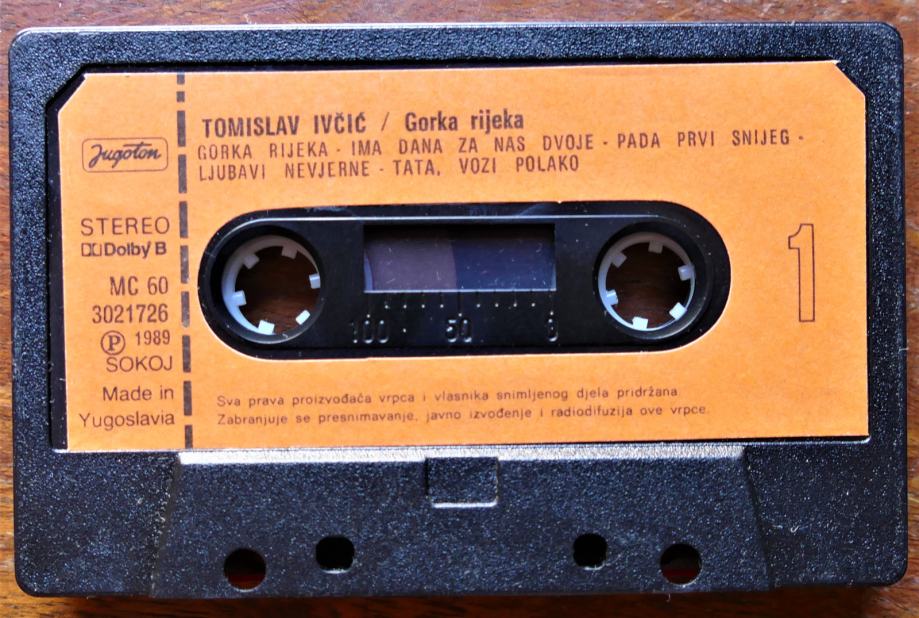 TOMISLAV IVČIĆ / Gorka rijeka
GORKA RIJEKA - IMA DANA ZA NAS DVOJE - PADA PRVI SNIJEG -
LJUBAVI NEVJERNE - TATA, VOZI POLAKO
Jugoton
STEREO
Dolby B
MC 60
3021726
Ⓟ 1989
SOKOJ
Made in
Yugoslavia
1
100 50 0
Sva prava proizvođača vrpca i vlasnika snimljenog djela pridržana.
Zabranjuje se presnimavanje, javno izvođenje i radiodifuzija ove vrpce.